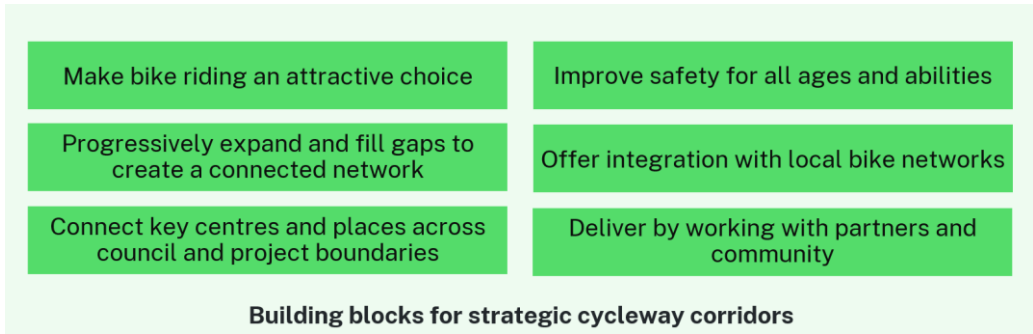 Make bike riding an attractive choice
Improve safety for all ages and abilities
Progressively expand and fill gaps to
create a connected network
Offer integration with local bike networks
Connect key centres and places across
council and project boundaries
Deliver by working with partners and
community
Building blocks for strategic cycleway corridors